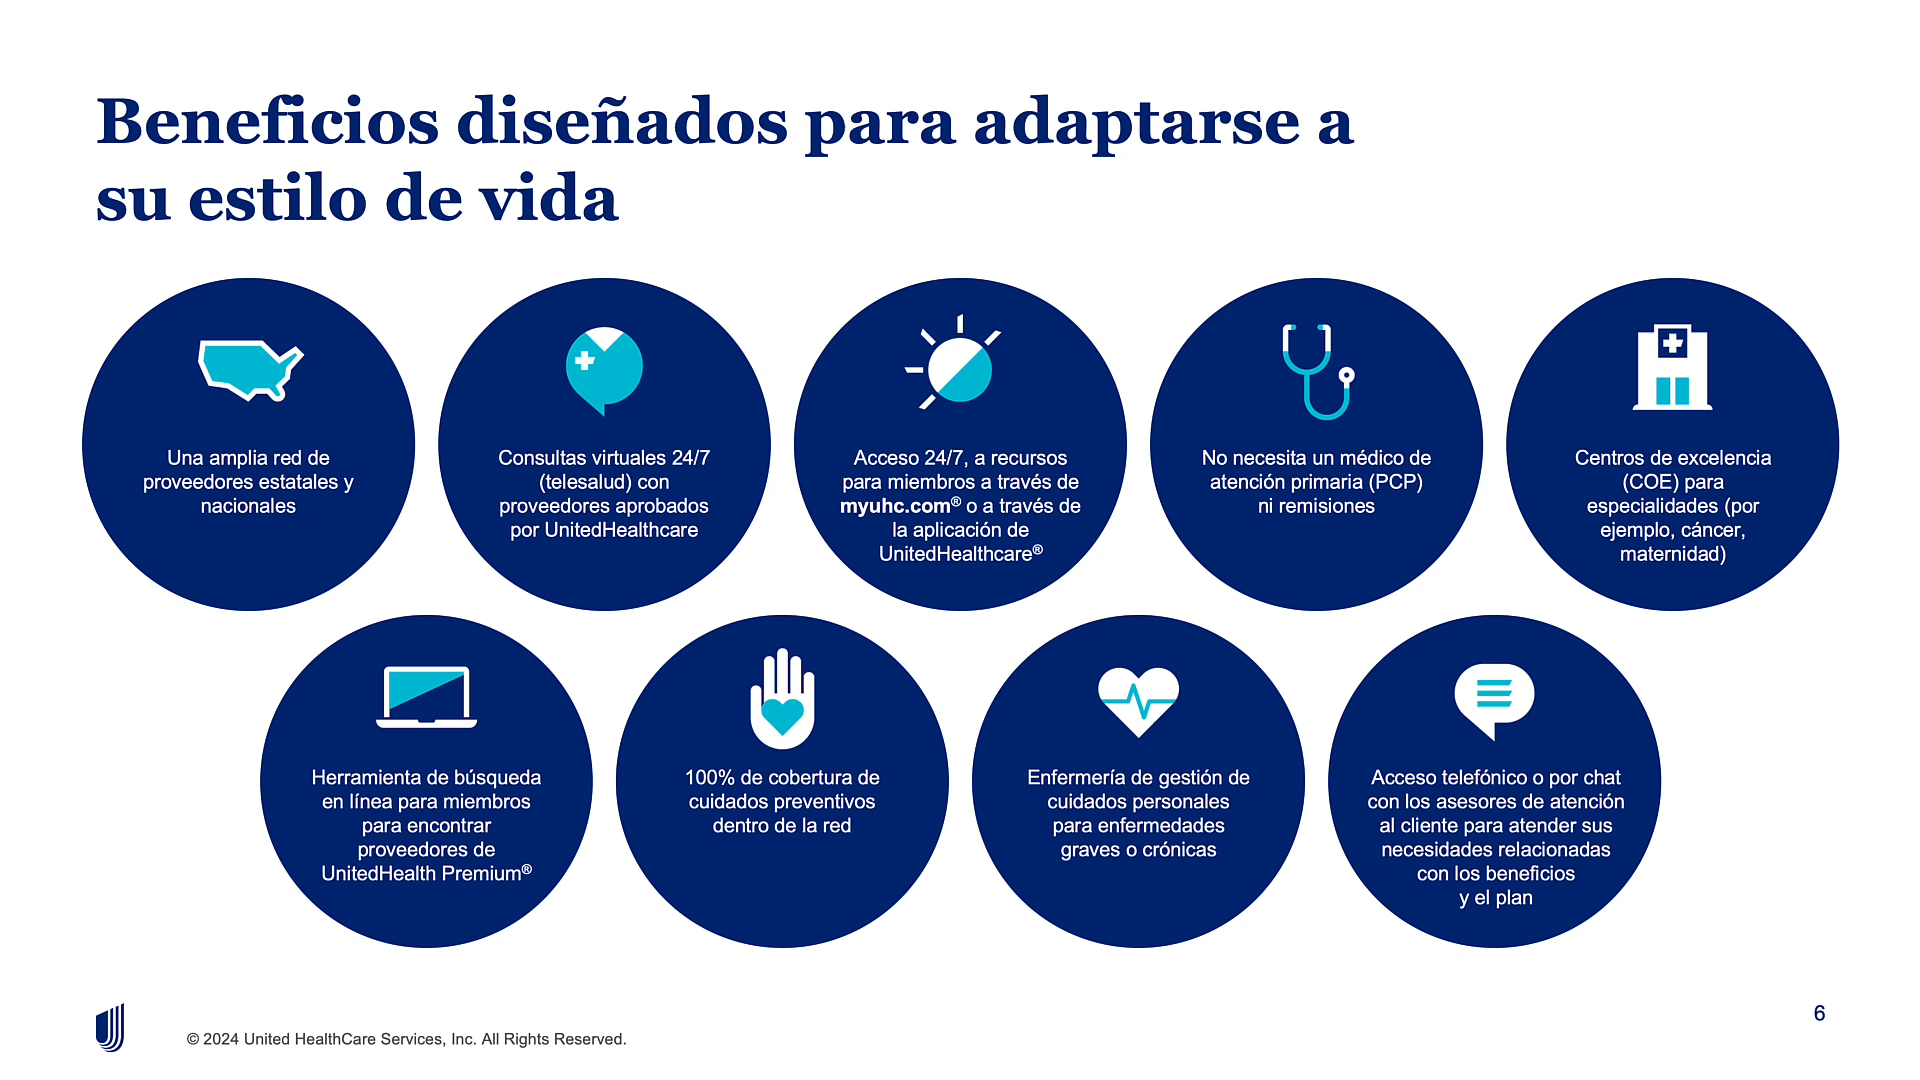 Beneficios diseñados para adaptarse a
su estilo de vida
Una amplia red de
proveedores estatales y
nacionales
Consultas virtuales 24/7
(telesalud) con
proveedores aprobados
por UnitedHealthcare
Acceso 24/7, a recursos
para miembros a través de
myuhc.com® o a través de
la aplicación de
UnitedHealthcare®
No necesita un médico de
atención primaria (PCP)
ni remisiones
Centros de excelencia
(COE) para
especialidades (por
ejemplo, cáncer,
maternidad)
Herramienta de búsqueda
en línea para miembros
para encontrar
proveedores de
UnitedHealth Premium®
100% de cobertura de
cuidados preventivos
dentro de la red
Enfermería de gestión de
cuidados personales
para enfermedades
graves o crónicas
Acceso telefónico o por chat
con los asesores de atención
al cliente para atender sus
necesidades relacionadas
con los beneficios
y el plan
© 2024 United HealthCare Services, Inc. All Rights Reserved.
6